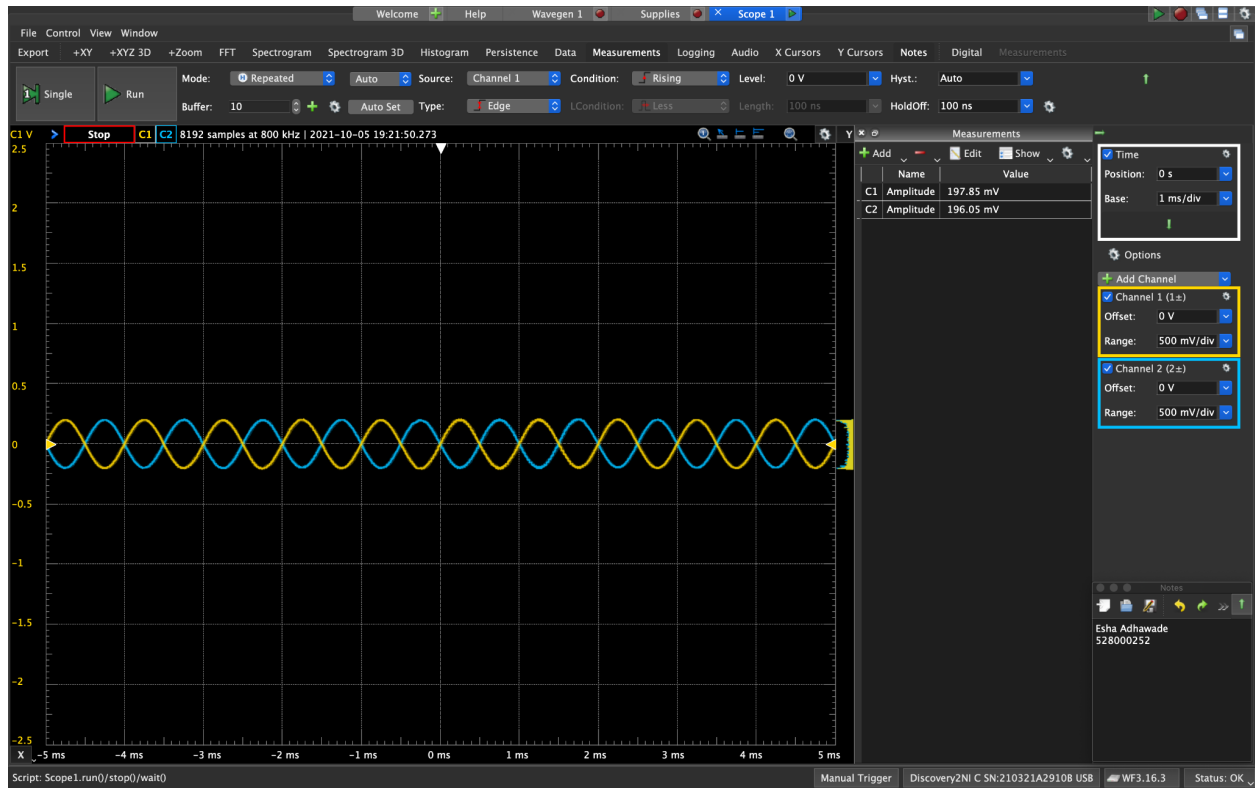 Welcome Help Wavegen 1 Supplies × Scope 1
File Control View Window
Export +XY +XYZ 3D +Zoom FFT Spectrogram Spectrogram 3D Histogram Persistence Data Measurements Logging Audio X Cursors Y Cursors Notes Digital Measurements
Single Run
Mode: Repeated Auto Source: Channel 1 Condition: Rising Level: 0 V Hyst.: Auto
Buffer: 10 Auto Set Type: Edge LCondition: Less Length: 100 ns HoldOff: 100 ns
C1 V Stop C1 C2 8192 samples at 800 kHz | 2021-10-05 19:21:50.273 Y
2.5
2
1.5
1
0.5
0
-0.5
-1
-1.5
-2
-2.5
X -5 ms -4 ms -3 ms -2 ms -1 ms 0 ms 1 ms 2 ms 3 ms 4 ms 5 ms
Measurements
Add Edit Show
Name Value
C1 Amplitude 197.85 mV
C2 Amplitude 196.05 mV
Time
Position: 0 s
Base: 1 ms/div
Options
Add Channel
Channel 1 (1±)
Offset: 0 V
Range: 500 mV/div
Channel 2 (2±)
Offset: 0 V
Range: 500 mV/div
Notes
Esha Adhawade
528000252
Script: Scope1.run()/stop()/wait() Manual Trigger Discovery2NI C SN:210321A2910B USB WF3.16.3 Status: OK